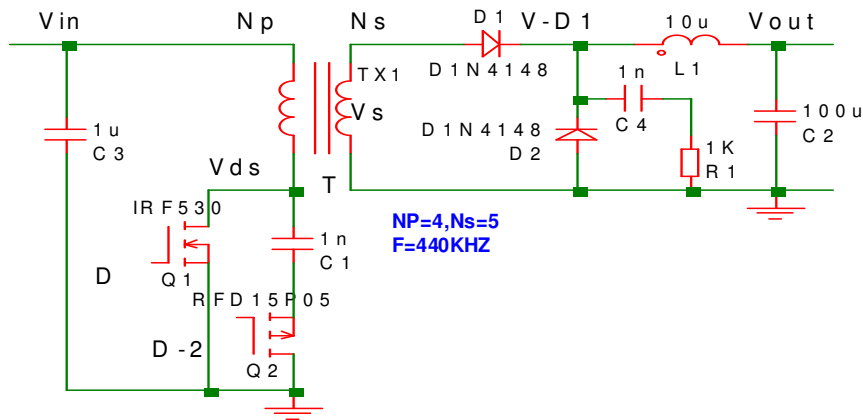 Vin Np Ns D1 V-D1 10u Vout
TX1 D1N4148 1n L1
1u Vs D1N4148 C4 100u
C3 D2 1K C2
Vds R1
T
IRF530
NP=4,Ns=5
1n F=440KHZ
D Q1 C1
RFD15P05
D-2
Q2